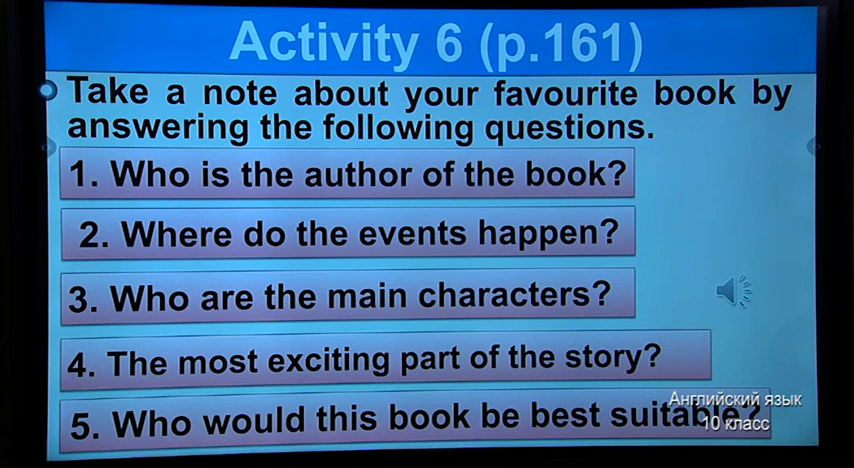 Activity 6 (p.161)
Take a note about your favourite book by
answering the following questions.
1. Who is the author of the book?
2. Where do the events happen?
3. Who are the main characters?
4. The most exciting part of the story?
5. Who would this book be best suitable?
Английский язык
10 класс